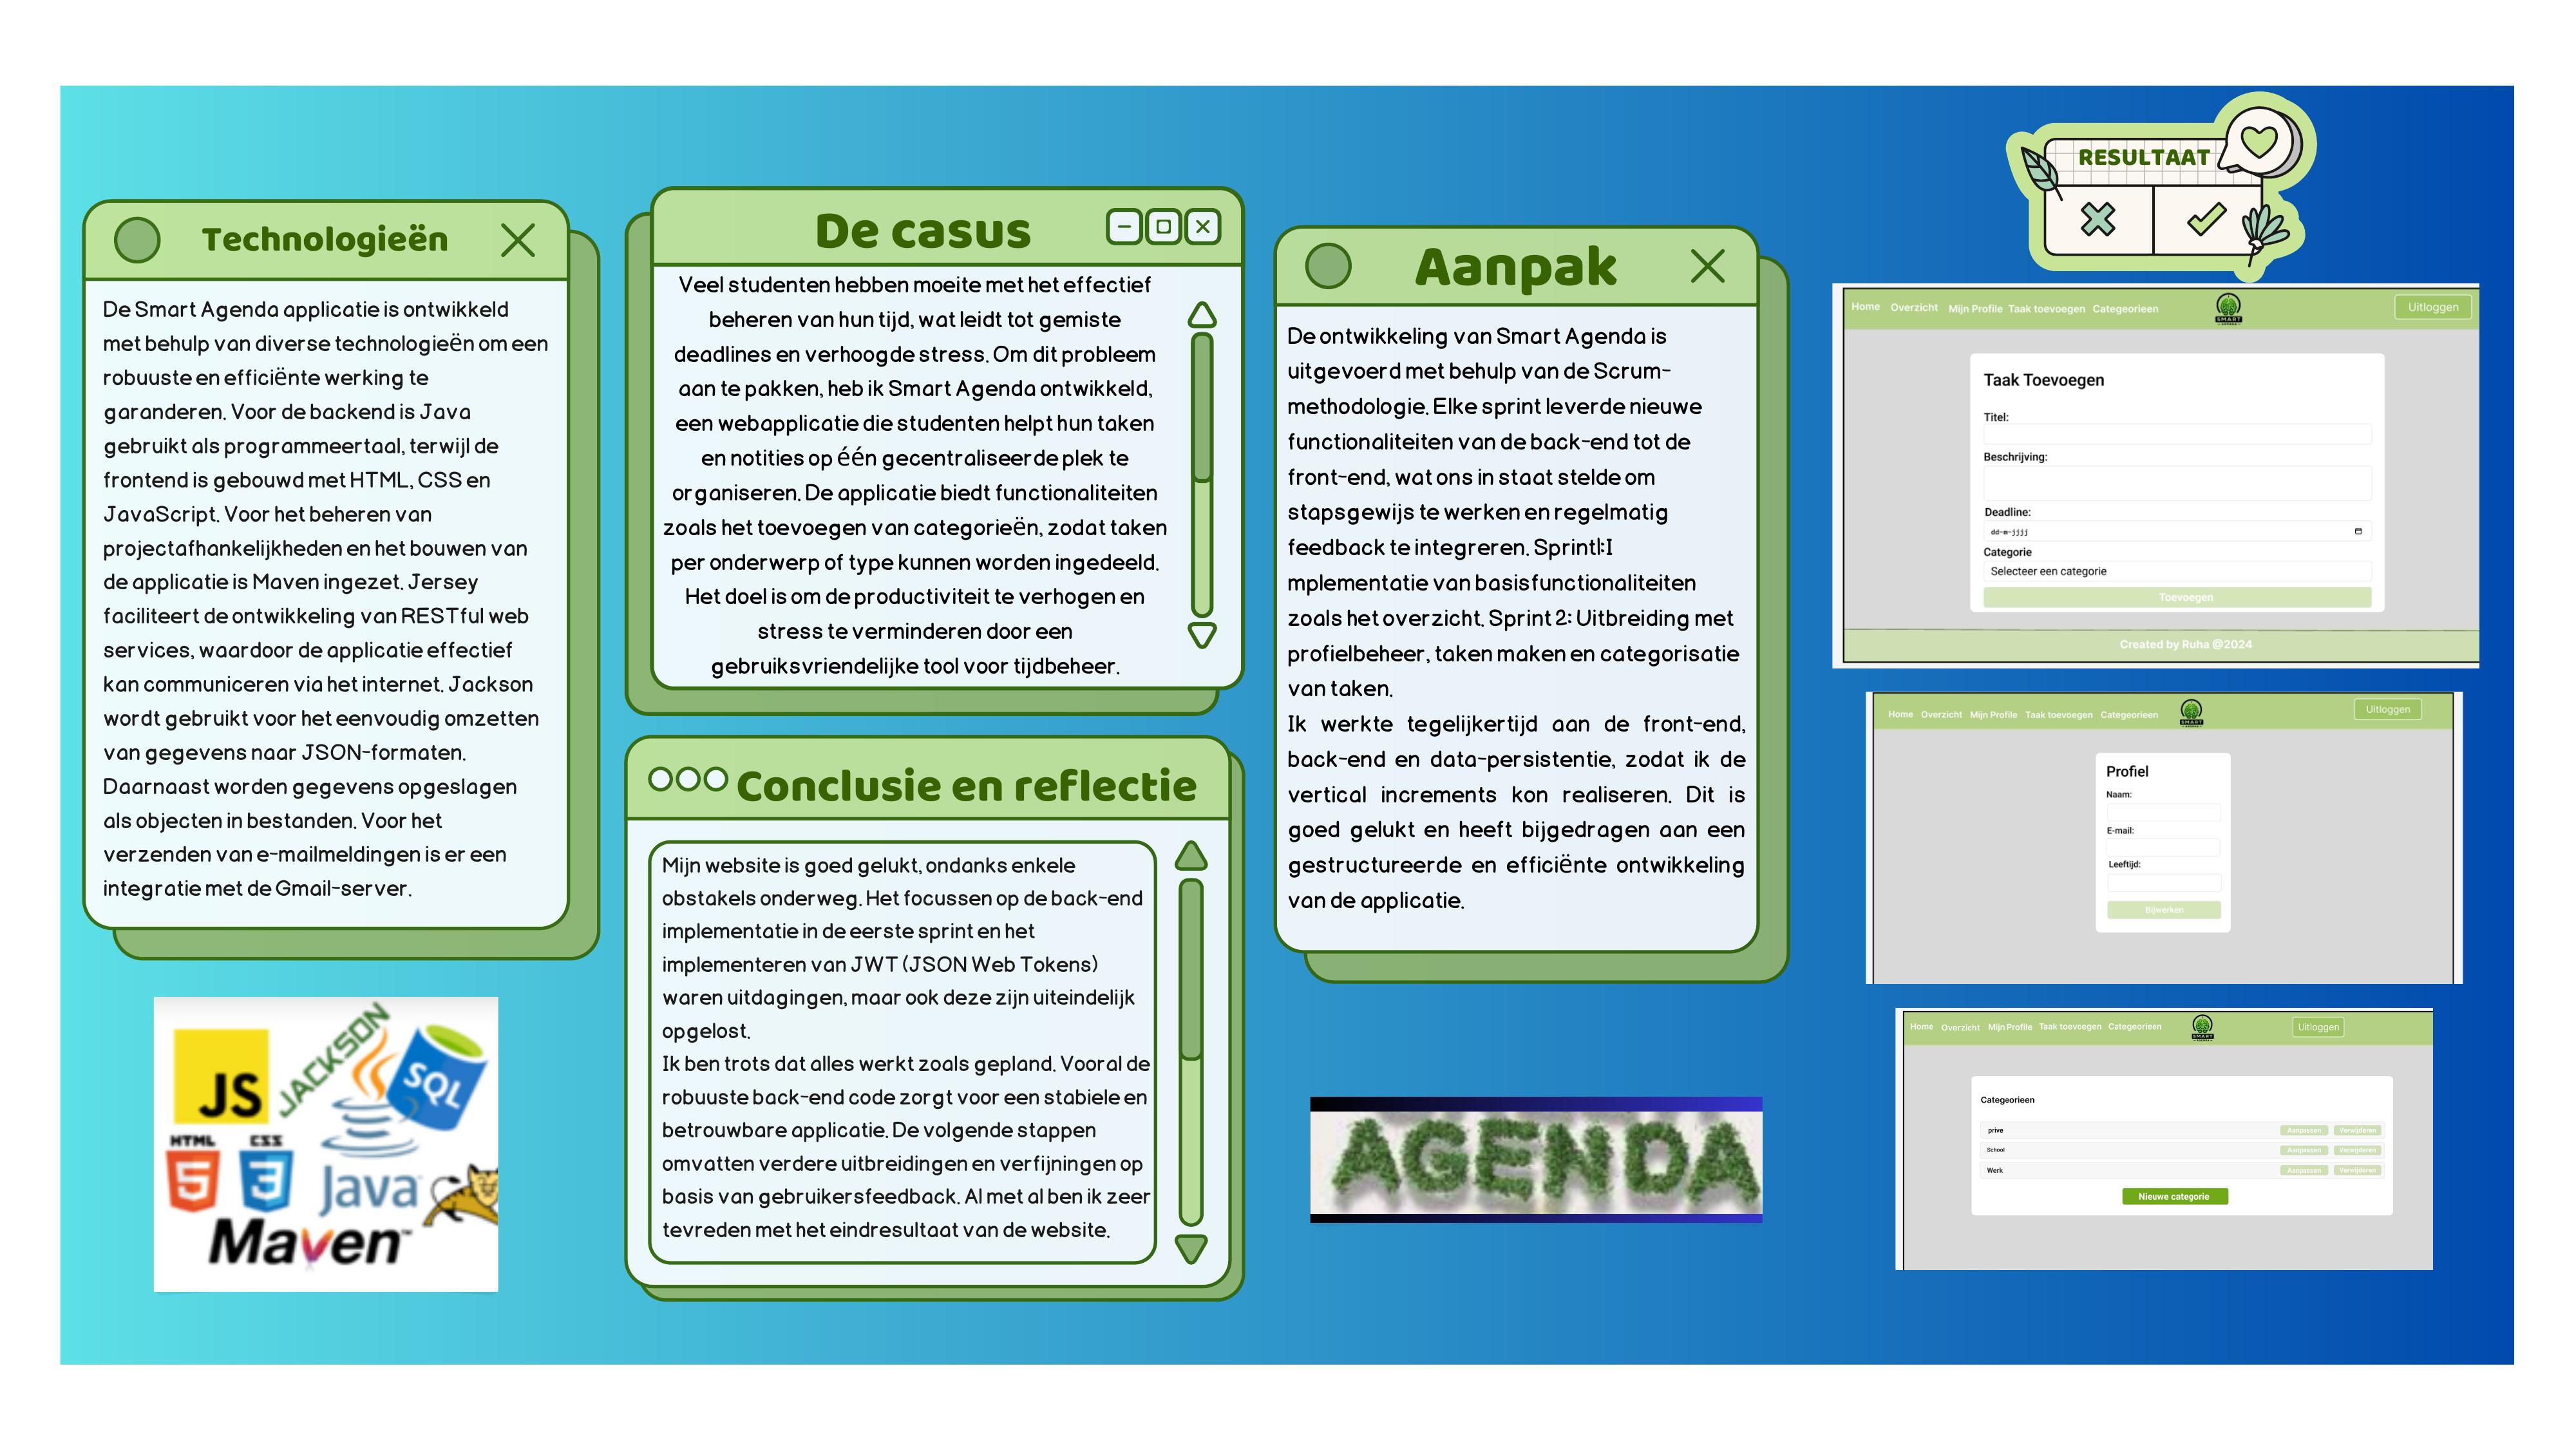 Technologieën
De Smart Agenda applicatie is ontwikkeld
met behulp van diverse technologieën om een
robuuste en efficiënte werking te
garanderen. Voor de backend is Java
gebruikt als programmeertaal, terwijl de
frontend is gebouwd met HTML, CSS en
JavaScript. Voor het beheren van
projectafhankelijkheden en het bouwen van
de applicatie is Maven ingezet. Jersey
faciliteert de ontwikkeling van RESTful web
services, waardoor de applicatie effectief
kan communiceren via het internet. Jackson
wordt gebruikt voor het eenvoudig omzetten
van gegevens naar JSON-formaten.
Daarnaast worden gegevens opgeslagen
als objecten in bestanden. Voor het
verzenden van e-mailmeldingen is er een
integratie met de Gmail-server.
JS
JACKSON
SQL
HTML
CSS
5
3
Java
Maven™
De casus
Veel studenten hebben moeite met het effectief
beheren van hun tijd, wat leidt tot gemiste
deadlines en verhoogde stress. Om dit probleem
aan te pakken, heb ik Smart Agenda ontwikkeld,
een webapplicatie die studenten helpt hun taken
en notities op één gecentraliseerde plek te
organiseren. De applicatie biedt functionaliteiten
zoals het toevoegen van categorieën, zodat taken
per onderwerp of type kunnen worden ingedeeld.
Het doel is om de productiviteit te verhogen en
stress te verminderen door een
gebruiksvriendelijke tool voor tijdbeheer.
Conclusie en reflectie
Mijn website is goed gelukt, ondanks enkele
obstakels onderweg. Het focussen op de back-end
implementatie in de eerste sprint en het
implementeren van JWT (JSON Web Tokens)
waren uitdagingen, maar ook deze zijn uiteindelijk
opgelost.
Ik ben trots dat alles werkt zoals gepland. Vooral de
robuuste back-end code zorgt voor een stabiele en
betrouwbare applicatie. De volgende stappen
omvatten verdere uitbreidingen en verfijningen op
basis van gebruikersfeedback. Al met al ben ik zeer
tevreden met het eindresultaat van de website.
Aanpak
De ontwikkeling van Smart Agenda is
uitgevoerd met behulp van de Scrum-
methodologie. Elke sprint leverde nieuwe
functionaliteiten van de back-end tot de
front-end, wat ons in staat stelde om
stapsgewijs te werken en regelmatig
feedback te integreren. Sprint1:I
mplementatie van basisfunctionaliteiten
zoals het overzicht. Sprint 2: Uitbreiding met
profielbeheer, taken maken en categorisatie
van taken.
Ik werkte tegelijkertijd aan de front-end,
back-end en data-persistentie, zodat ik de
vertical increments kon realiseren. Dit is
goed gelukt en heeft bijgedragen aan een
gestructureerde en efficiënte ontwikkeling
van de applicatie.
AGENDA
RESULTAAT
Home Overzicht Mijn Profile Taak toevoegen Categeorieen SMART Uitloggen
Taak Toevoegen
Titel:
Beschrijving:
Deadline:
dd-m-jjjj
Categorie
Selecteer een categorie
Toevoegen
Created by Ruha @2024
Home Overzicht Mijn Profile Taak toevoegen Categeorieen SMART Uitloggen
Profiel
Naam:
E-mail:
Leeftijd:
Bijwerken
Home Overzicht Mijn Profile Taak toevoegen Categeorieen SMART Uitloggen
Categeorieen
prive Aanpassen Verwijderen
School Aanpassen Verwijderen
Werk Aanpassen Verwijderen
Nieuwe categorie